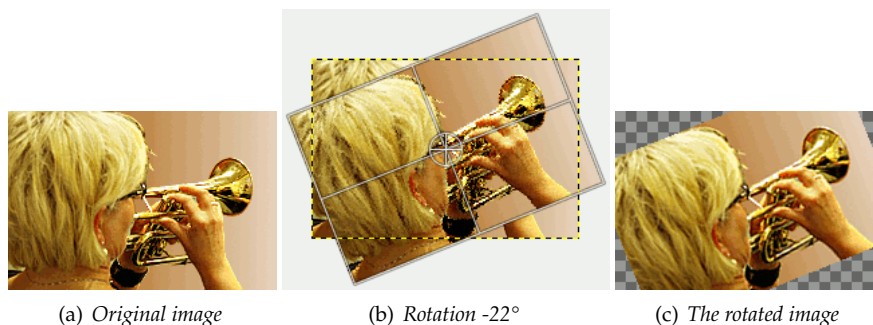 (a) Original image
(b) Rotation -22°
(c) The rotated image